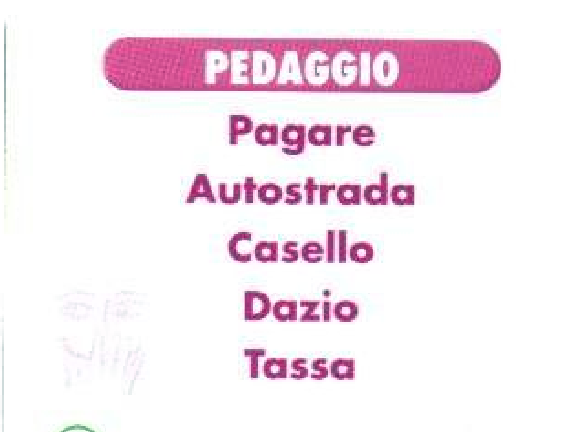 PEDAGGIO
Pagare
Autostrada
Casello
Dazio
Tassa